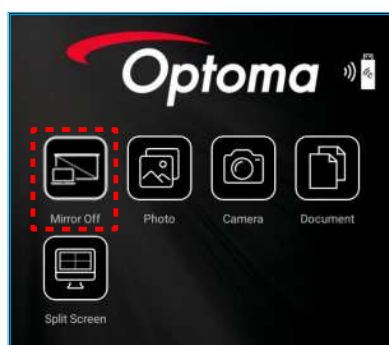 Optoma
Mirror Off
Photo
Camera
Document
Split Screen